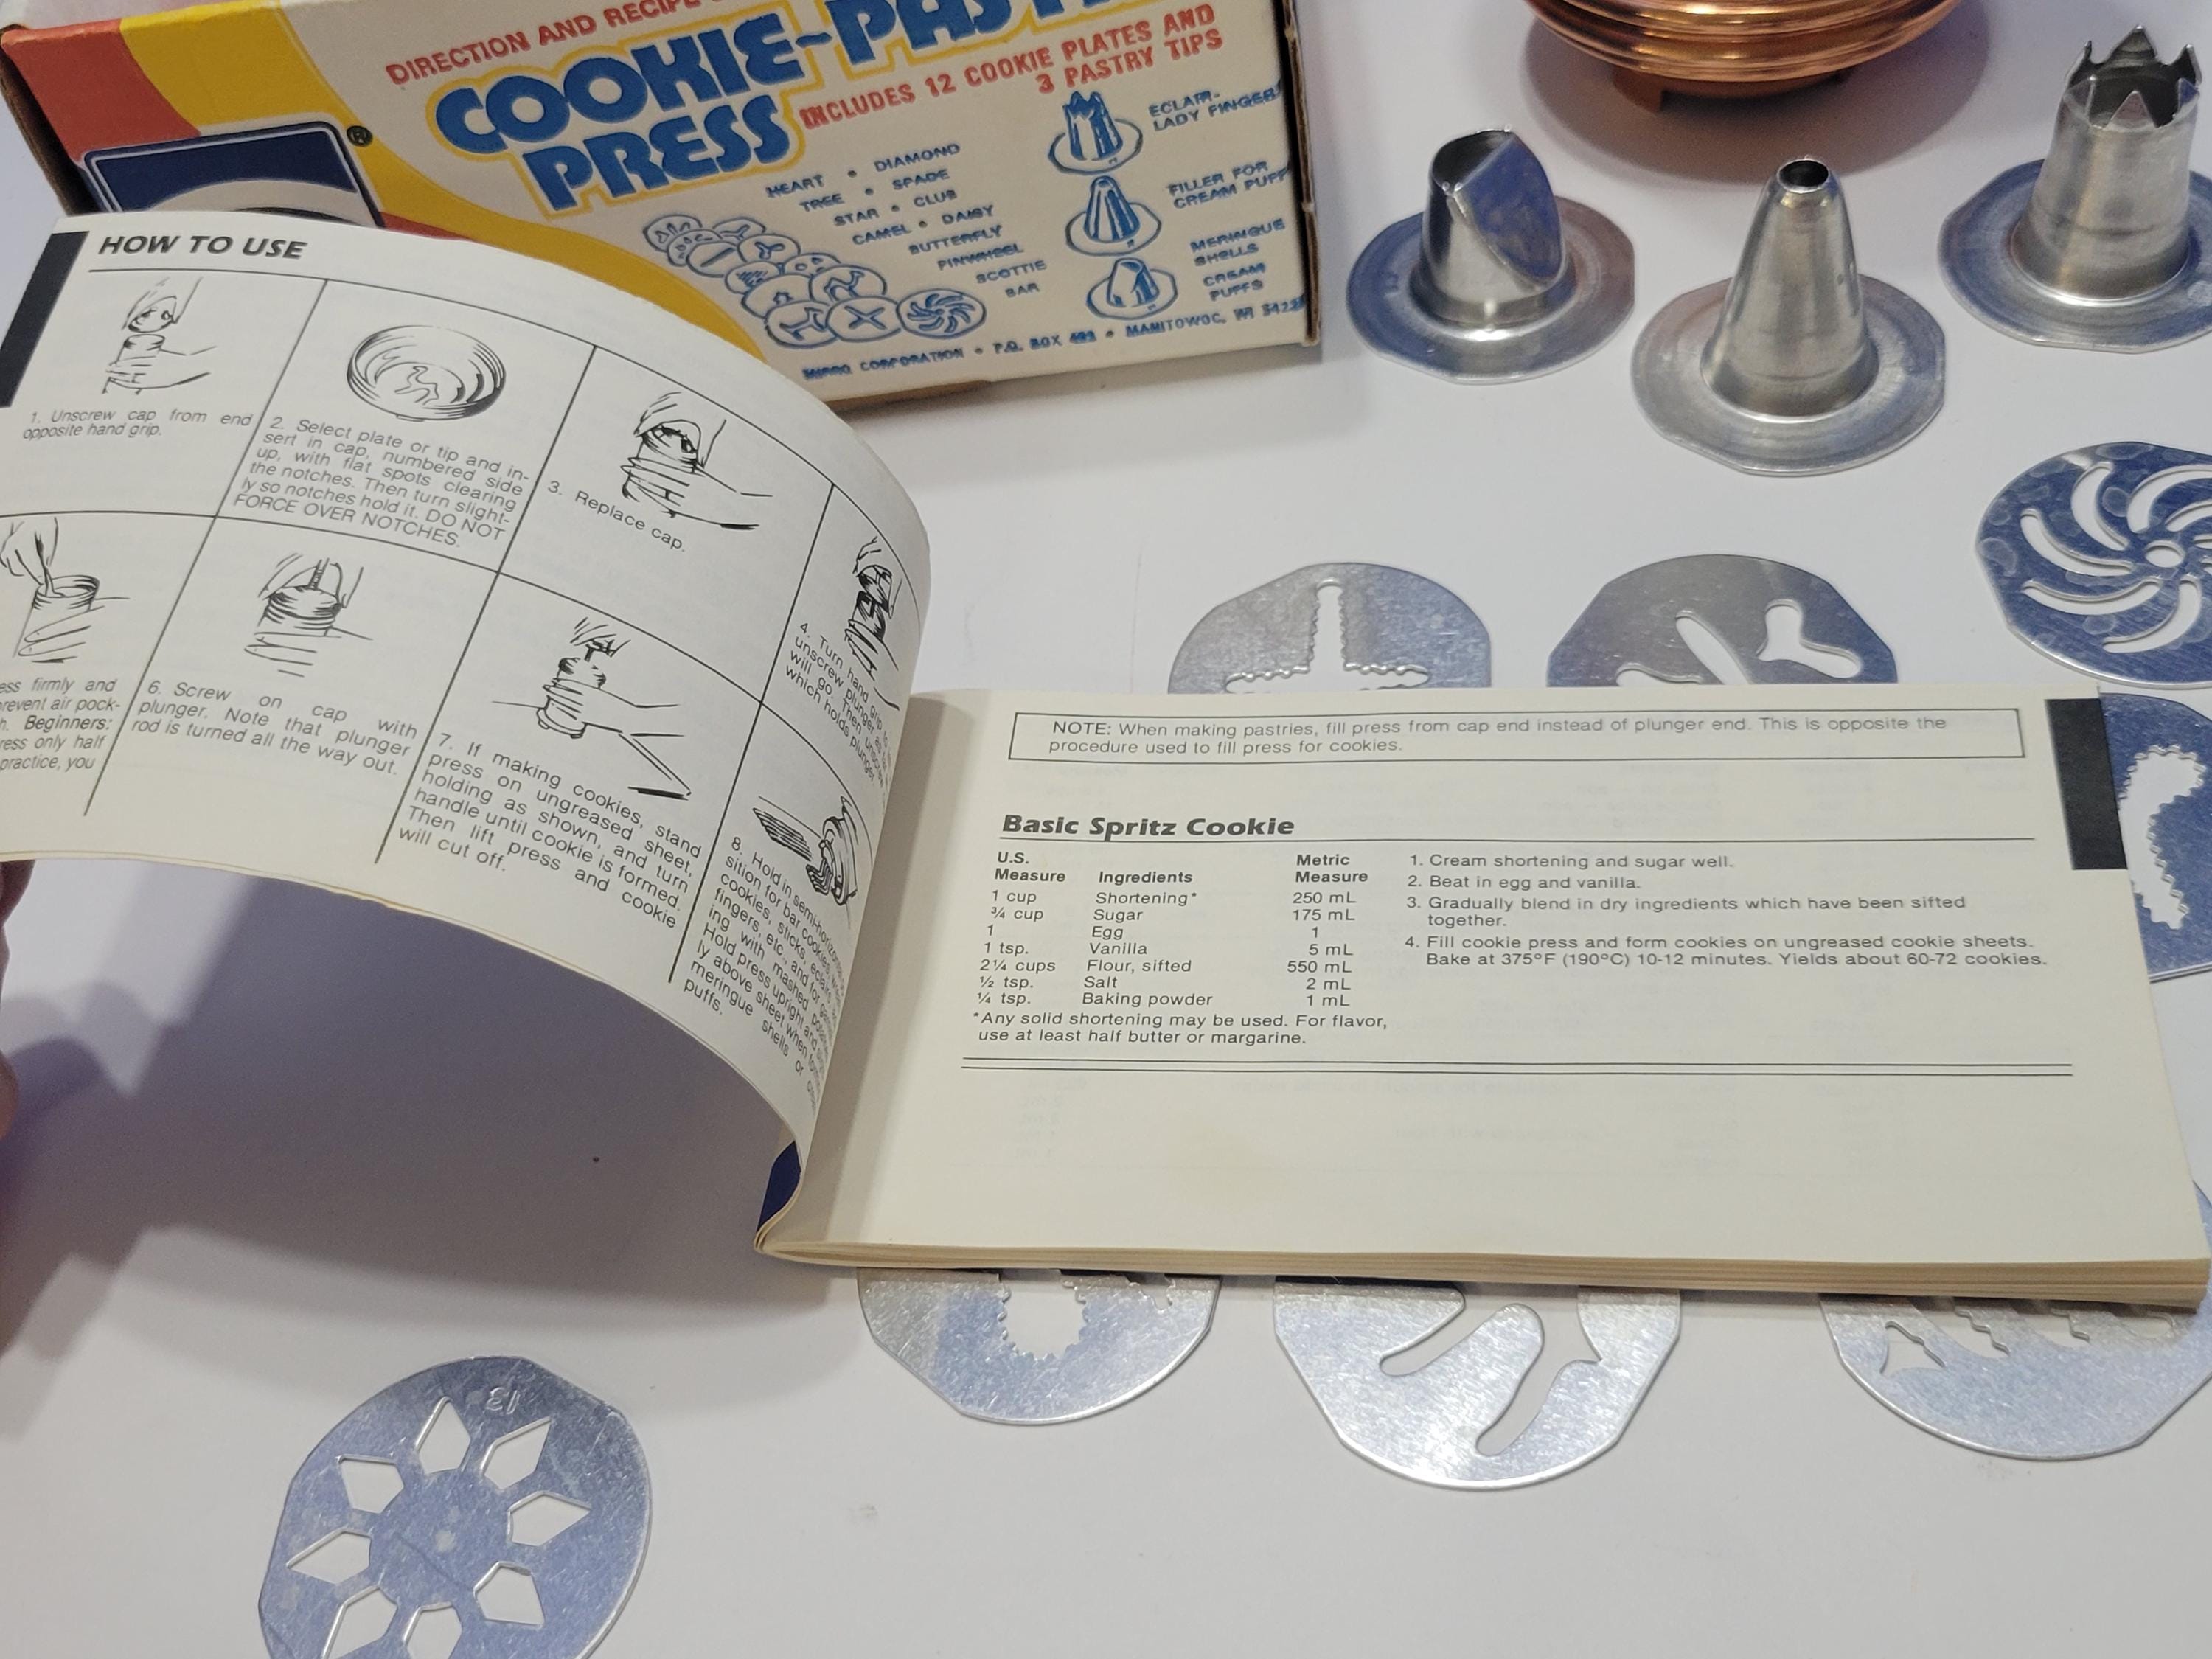 DIRECTION AND RECIPE
COOKIE-PAST
PRESS
INCLUDES 12 COOKIE PLATES AND
3 PASTRY TIPS
®
HEART • DIAMOND
TREE • SPADE
STAR • CLUB
CAMEL • DAISY
BUTTERFLY
PINWHEEL
SCOTTIE
BAR
ECLAIR-
LADY FINGER
FILLER FOR
CREAM PUFF
MERINGUE
SHELLS
CREAM
PUFFS
CORPORATION • P.O. BOX • MANITOWOC, WI
HOW TO USE
1. Unscrew cap from end
opposite hand grip.
2. Select plate or tip and in-
sert in cap, numbered side
up, with flat spots clearing
the notches. Then turn slight-
ly so notches hold it. DO NOT
FORCE OVER NOTCHES.
3. Replace cap.
4. Turn hand grip
unscrew plunger
will go. Then
which holds plunger
ess firmly and
revent air pock-
h. Beginners:
ress only half
practice, you
6. Screw on cap with
plunger. Note that plunger
rod is turned all the way out.
7. If making cookies, stand
press on ungreased sheet,
holding as shown, and turn
handle until cookie is formed.
Then lift press and cookie
will cut off.
8. Hold in semi-horizontal
sition for bar cookies,
cookies, sticks, eclairs
fingers, etc., and for
ing with mashed
Hold press upright and
ly above sheet when
meringue shells or
puffs.
NOTE: When making pastries, fill press from cap end instead of plunger end. This is opposite the
procedure used to fill press for cookies.
Basic Spritz Cookie
U.S.
Measure Ingredients Metric
Measure
1 cup Shortening* 250 mL
¾ cup Sugar 175 mL
1 Egg 1
1 tsp. Vanilla 5 mL
2¼ cups Flour, sifted 550 mL
½ tsp. Salt 2 mL
¼ tsp. Baking powder 1 mL
*Any solid shortening may be used. For flavor,
use at least half butter or margarine.
1. Cream shortening and sugar well.
2. Beat in egg and vanilla.
3. Gradually blend in dry ingredients which have been sifted
together.
4. Fill cookie press and form cookies on ungreased cookie sheets.
Bake at 375°F (190°C) 10-12 minutes. Yields about 60-72 cookies.
13